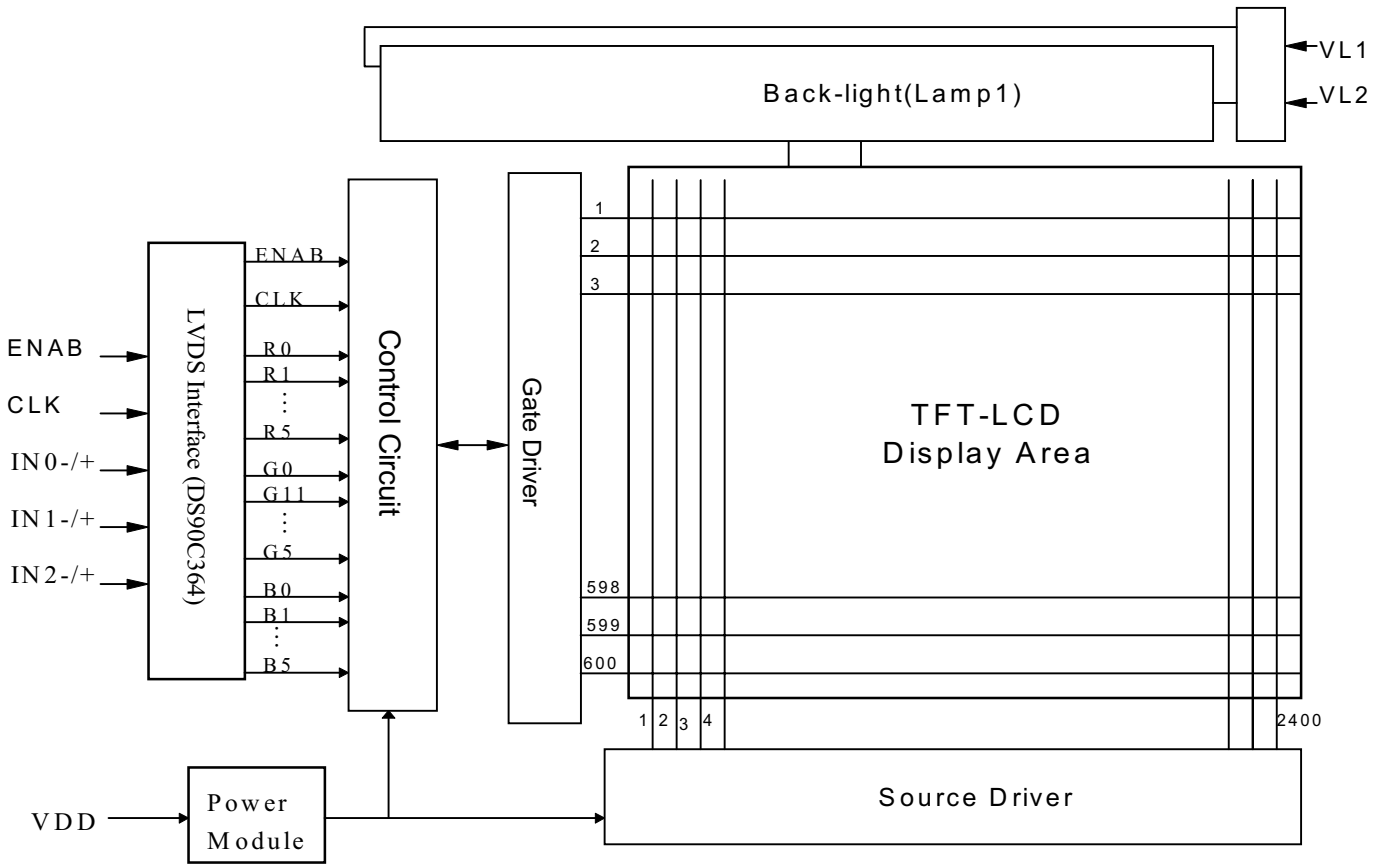 VL1
Back-light(Lamp1)
VL2
1
2
3
ENAB
CLK
R0
R1
⋮
R5
G0
G11
⋮
G5
B0
B1
⋮
B5
ENAB
CLK
IN0-/+
IN1-/+
IN2-/+
LVDS Interface (DS90C364)
Control Circuit
Gate Driver
TFT-LCD
Display Area
598
599
600
1 2 3 4 2400
Source Driver
VDD
Power
Module